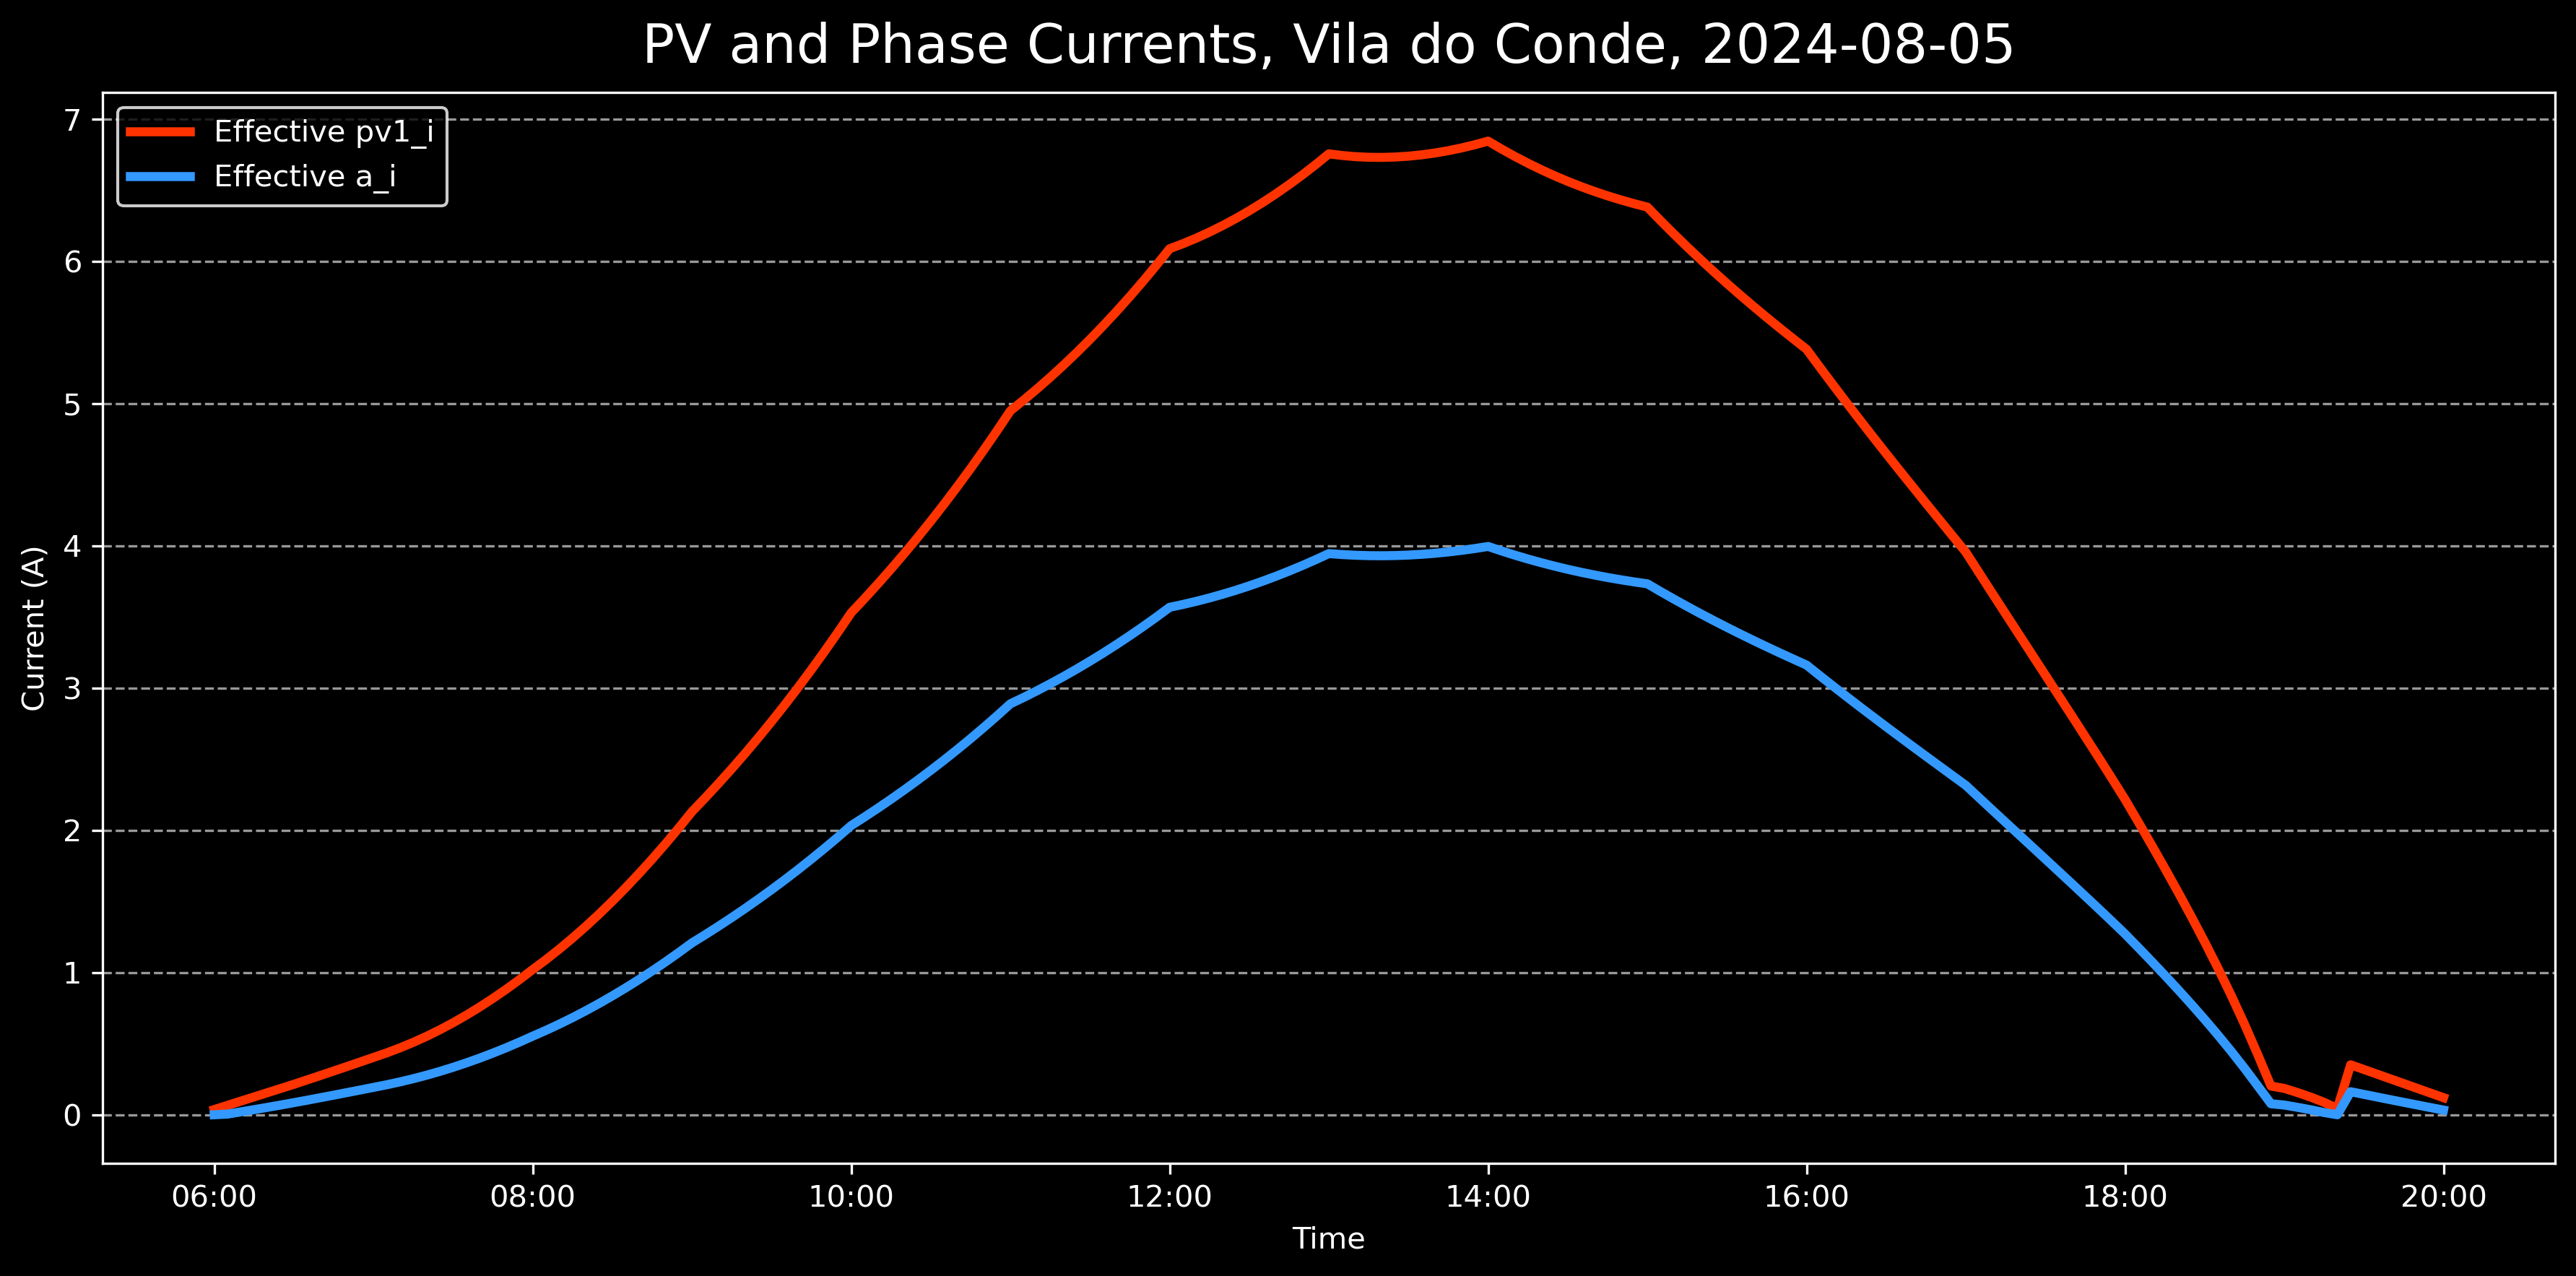 PV and Phase Currents, Vila do Conde, 2024-08-05
Effective pv1_i
Effective a_i
7
6
5
4
3
2
1
0
Current (A)
06:00 08:00 10:00 12:00 14:00 16:00 18:00 20:00
Time